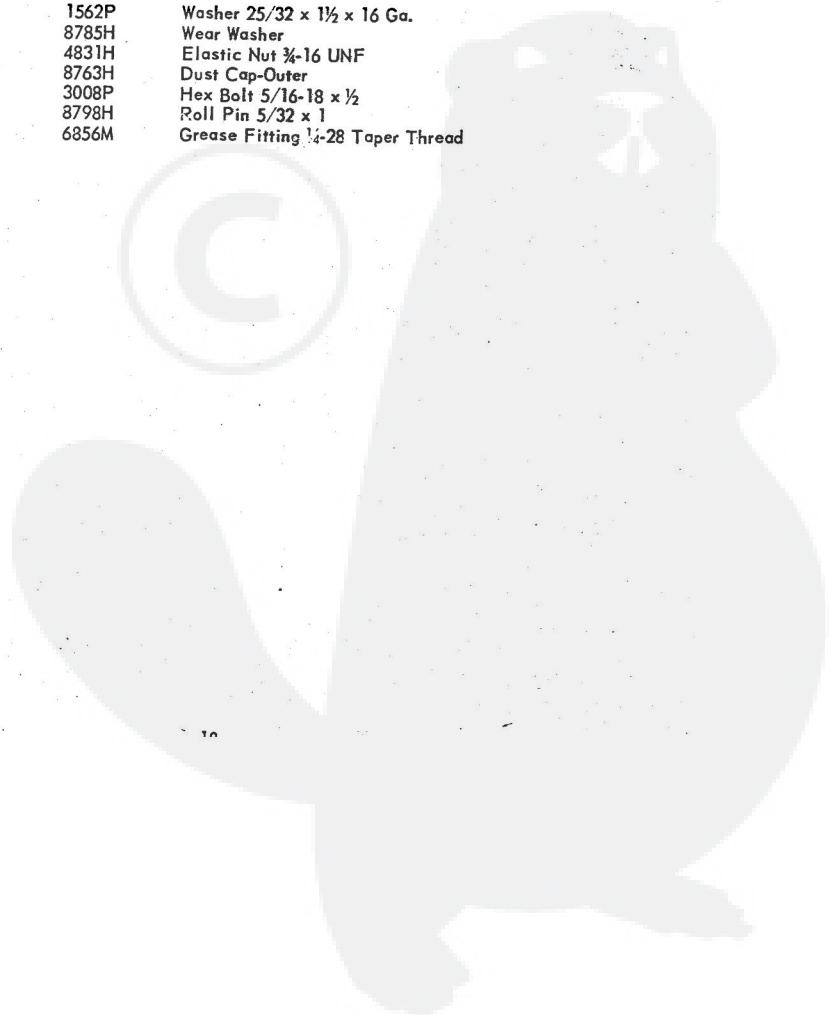 1562P Washer 25/32 x 1½ x 16 Ga.
8785H Wear Washer
4831H Elastic Nut ¾-16 UNF
8763H Dust Cap-Outer
3008P Hex Bolt 5/16-18 x ½
8798H Roll Pin 5/32 x 1
6856M Grease Fitting ¼-28 Taper Thread
©